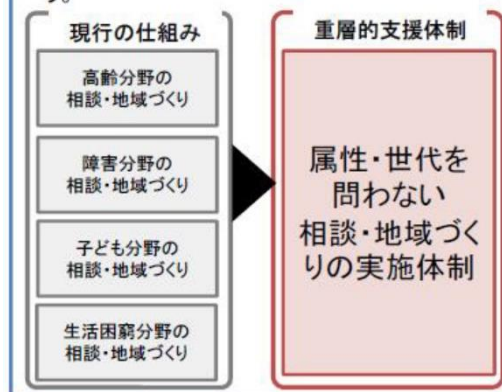 す。
現行の仕組み
高齢分野の
相談・地域づくり
障害分野の
相談・地域づくり
子ども分野の
相談・地域づくり
生活困窮分野の
相談・地域づくり
重層的支援体制
属性・世代を
問わない
相談・地域づく
りの実施体制